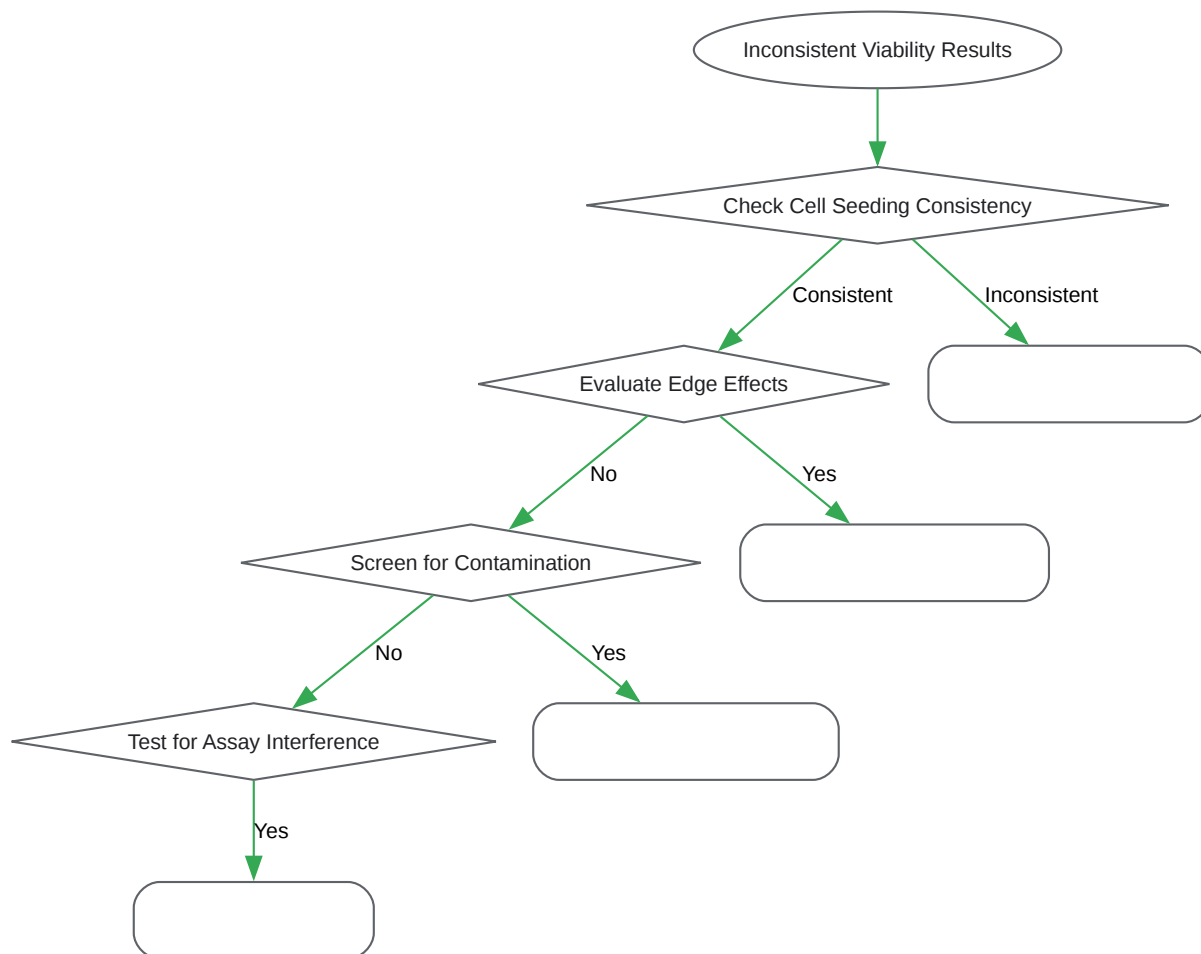 Inconsistent Viability Results
Check Cell Seeding Consistency
Consistent
Inconsistent
Evaluate Edge Effects
No
Yes
Screen for Contamination
No
Yes
Test for Assay Interference
Yes